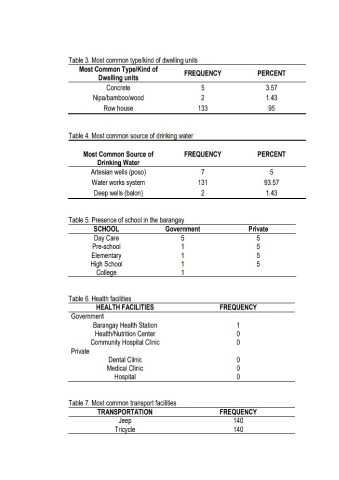 Table 3. Most common type/kind of dwelling units
Most Common Type/Kind of Dwelling units FREQUENCY PERCENT
Concrete 5 3.57
Nipa/bamboo/wood 2 1.43
Row house 133 95
Table 4. Most common source of drinking water
Most Common Source of Drinking Water FREQUENCY PERCENT
Artesian wells (poso) 7 5
Water works system 131 93.57
Deep wells (balon) 2 1.43
Table 5. Presence of school in the barangay
SCHOOL Government Private
Day Care 5 5
Pre-school 1 5
Elementary 1 5
High School 1 5
College 1
Table 6. Health facilities
HEALTH FACILITIES FREQUENCY
Government
Barangay Health Station 1
Health/Nutrition Center 0
Community Hospital Clinic 0
Private
Dental Clinic 0
Medical Clinic 0
Hospital 0
Table 7. Most common transport facilities
TRANSPORTATION FREQUENCY
Jeep 140
Tricycle 140